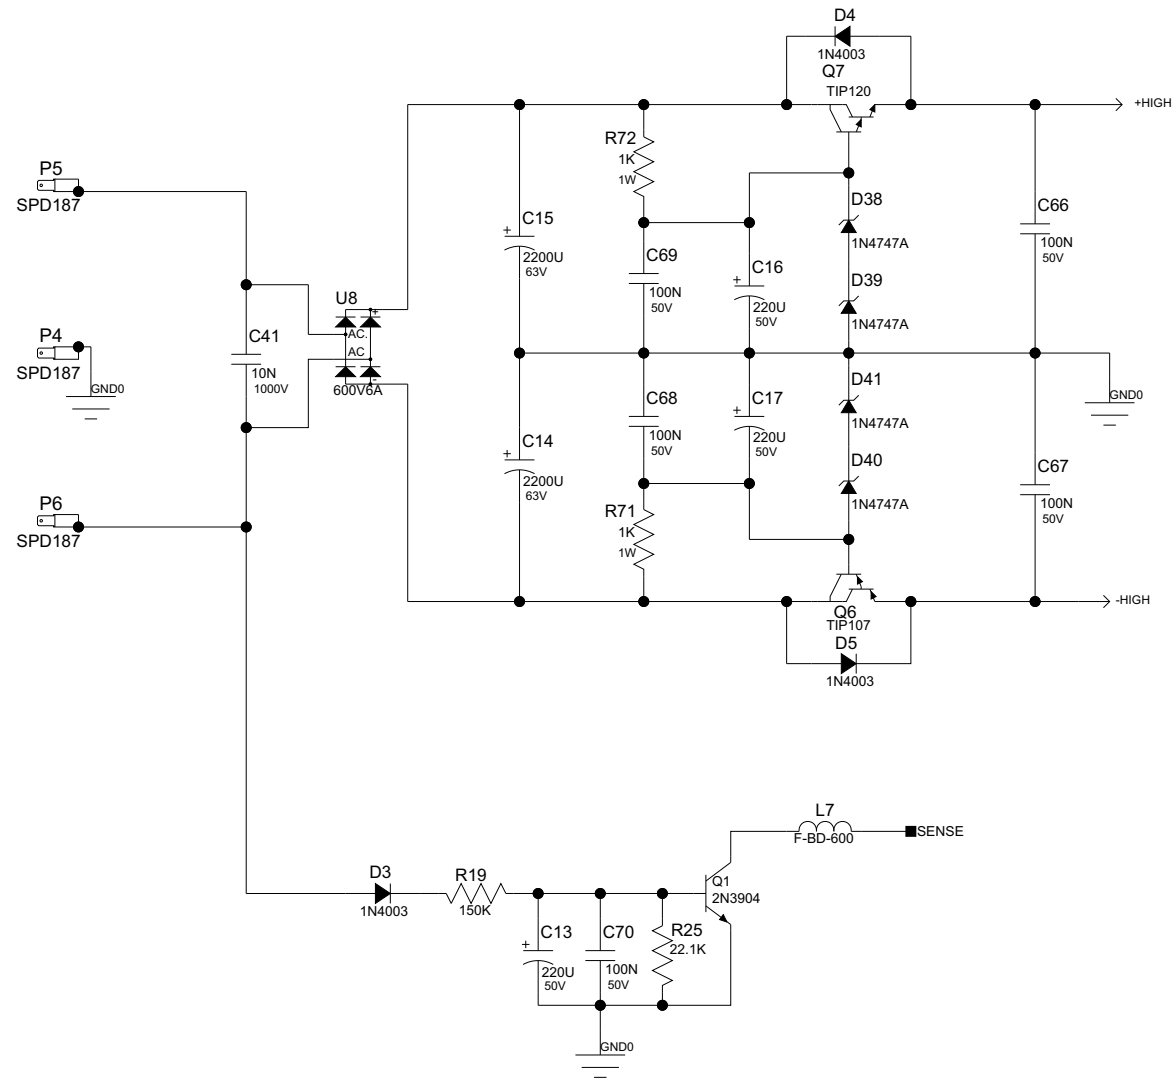 D4
1N4003
Q7
TIP120
+HIGH
R72
1K
1W
P5
SPD187
D38
1N4747A
C66
100N
50V
C15
+
2200U
63V
C69
100N
50V
C16
+
220U
50V
D39
1N4747A
U8
+
AC
AC
-
600V6A
P4
SPD187
GND0
C41
10N
1000V
D41
1N4747A
GND0
C68
100N
50V
C17
+
220U
50V
C14
+
2200U
63V
D40
1N4747A
C67
100N
50V
P6
SPD187
R71
1K
1W
-HIGH
Q6
TIP107
D5
1N4003
L7
F-BD-600
SENSE
D3
1N4003
R19
150K
Q1
2N3904
C13
+
220U
50V
C70
100N
50V
R25
22.1K
GND0